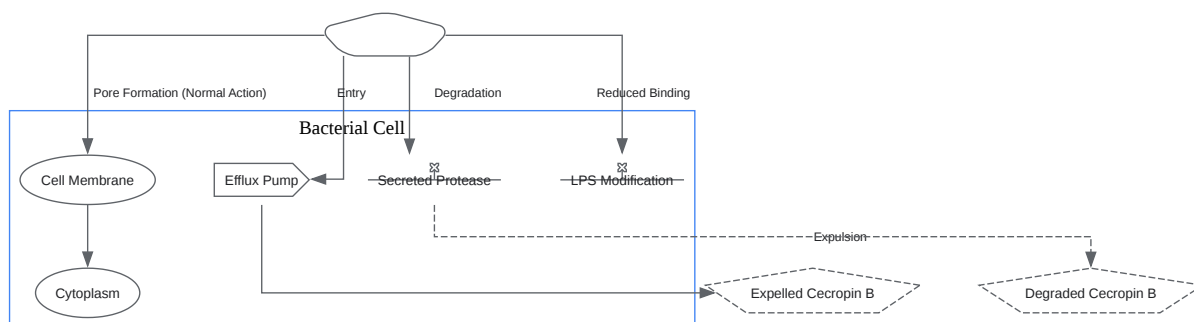 Pore Formation (Normal Action)
Entry
Degradation
Reduced Binding
Bacterial Cell
Cell Membrane
Efflux Pump
Secreted Protease
LPS Modification
Expulsion
Cytoplasm
Expelled Cecropin B
Degraded Cecropin B